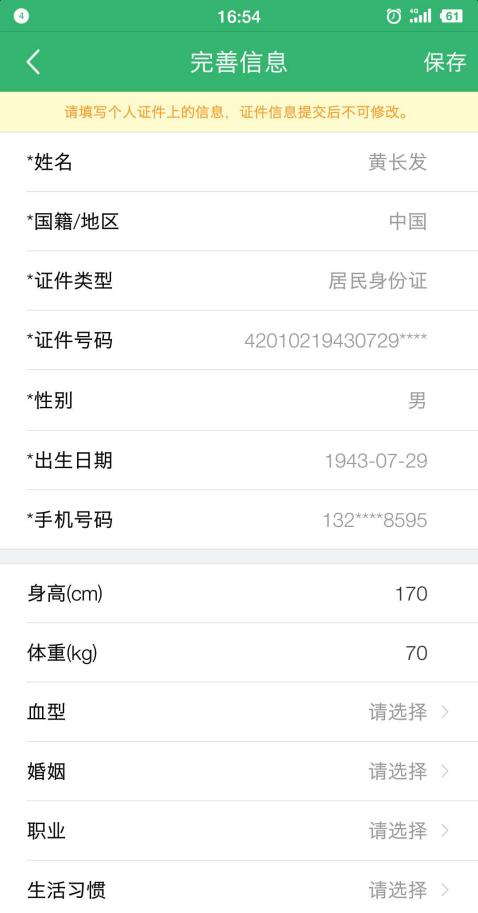 4 16:54 4G 61
完善信息 保存
请填写个人证件上的信息，证件信息提交后不可修改。
*姓名 黄长发
*国籍/地区 中国
*证件类型 居民身份证
*证件号码 42010219430729****
*性别 男
*出生日期 1943-07-29
*手机号码 132****8595
身高(cm) 170
体重(kg) 70
血型 请选择
婚姻 请选择
职业 请选择
生活习惯 请选择